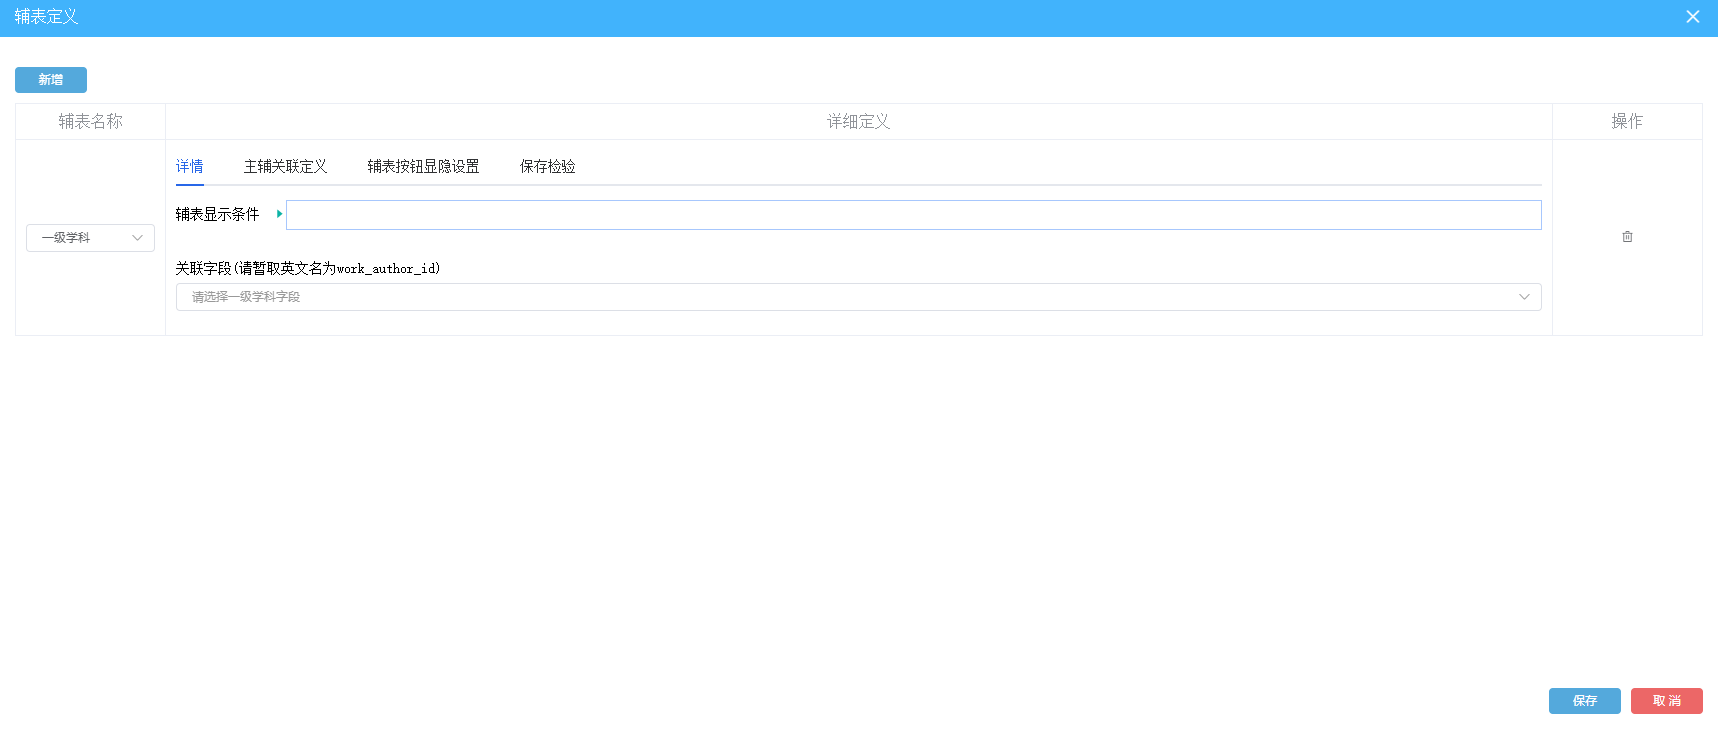 辅表定义
新增
辅表名称 详细定义 操作
详情 主辅关联定义 辅表按钮显隐设置 保存检验
辅表显示条件
一级学科
关联字段(请暂取英文名为work_author_id)
请选择一级学科字段
保存 取 消